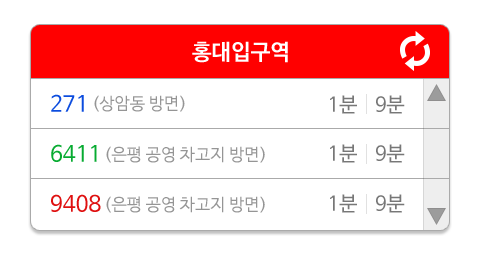 홍대입구역
271 (상암동 방면) 1분 9분
6411 (은평 공영 차고지 방면) 1분 9분
9408 (은평 공영 차고지 방면) 1분 9분